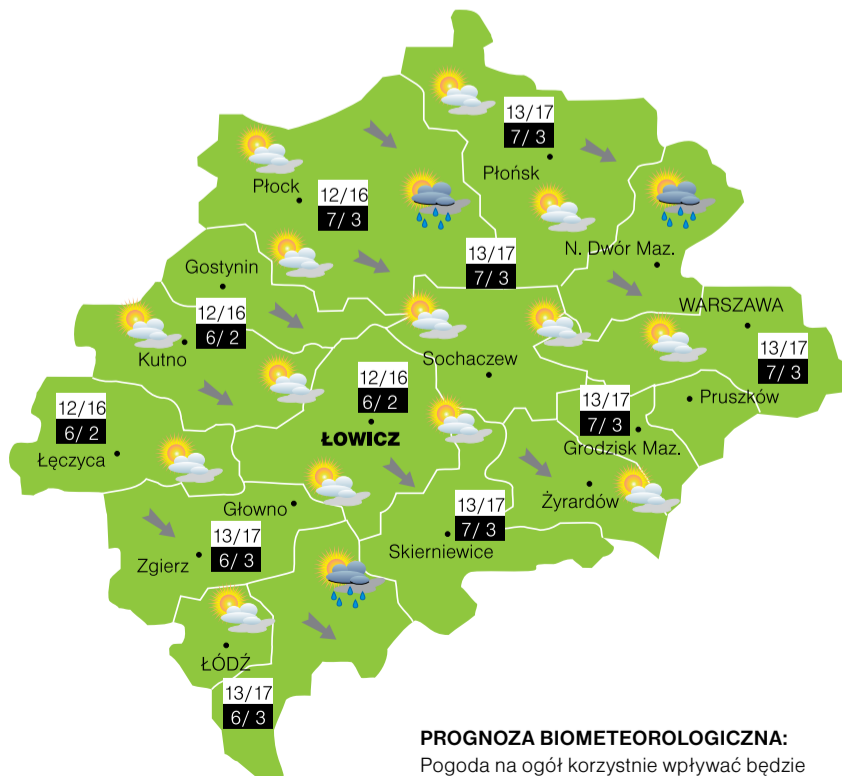 13/17
7/ 3
Płońsk
Płock
12/16
7/ 3
N. Dwór Maz.
13/17
7/ 3
Gostynin
WARSZAWA
12/16
6/ 2
Kutno
13/17
7/ 3
Sochaczew
12/16
6/ 2
ŁOWICZ
Pruszków
13/17
7/ 3
Grodzisk Maz.
12/16
6/ 2
Łęczyca
Żyrardów
Głowno
13/17
7/ 3
Skierniewice
13/17
6/ 3
Zgierz
ŁÓDŹ
13/17
6/ 3
PROGNOZA BIOMETEOROLOGICZNA:
Pogoda na ogół korzystnie wpływać będzie